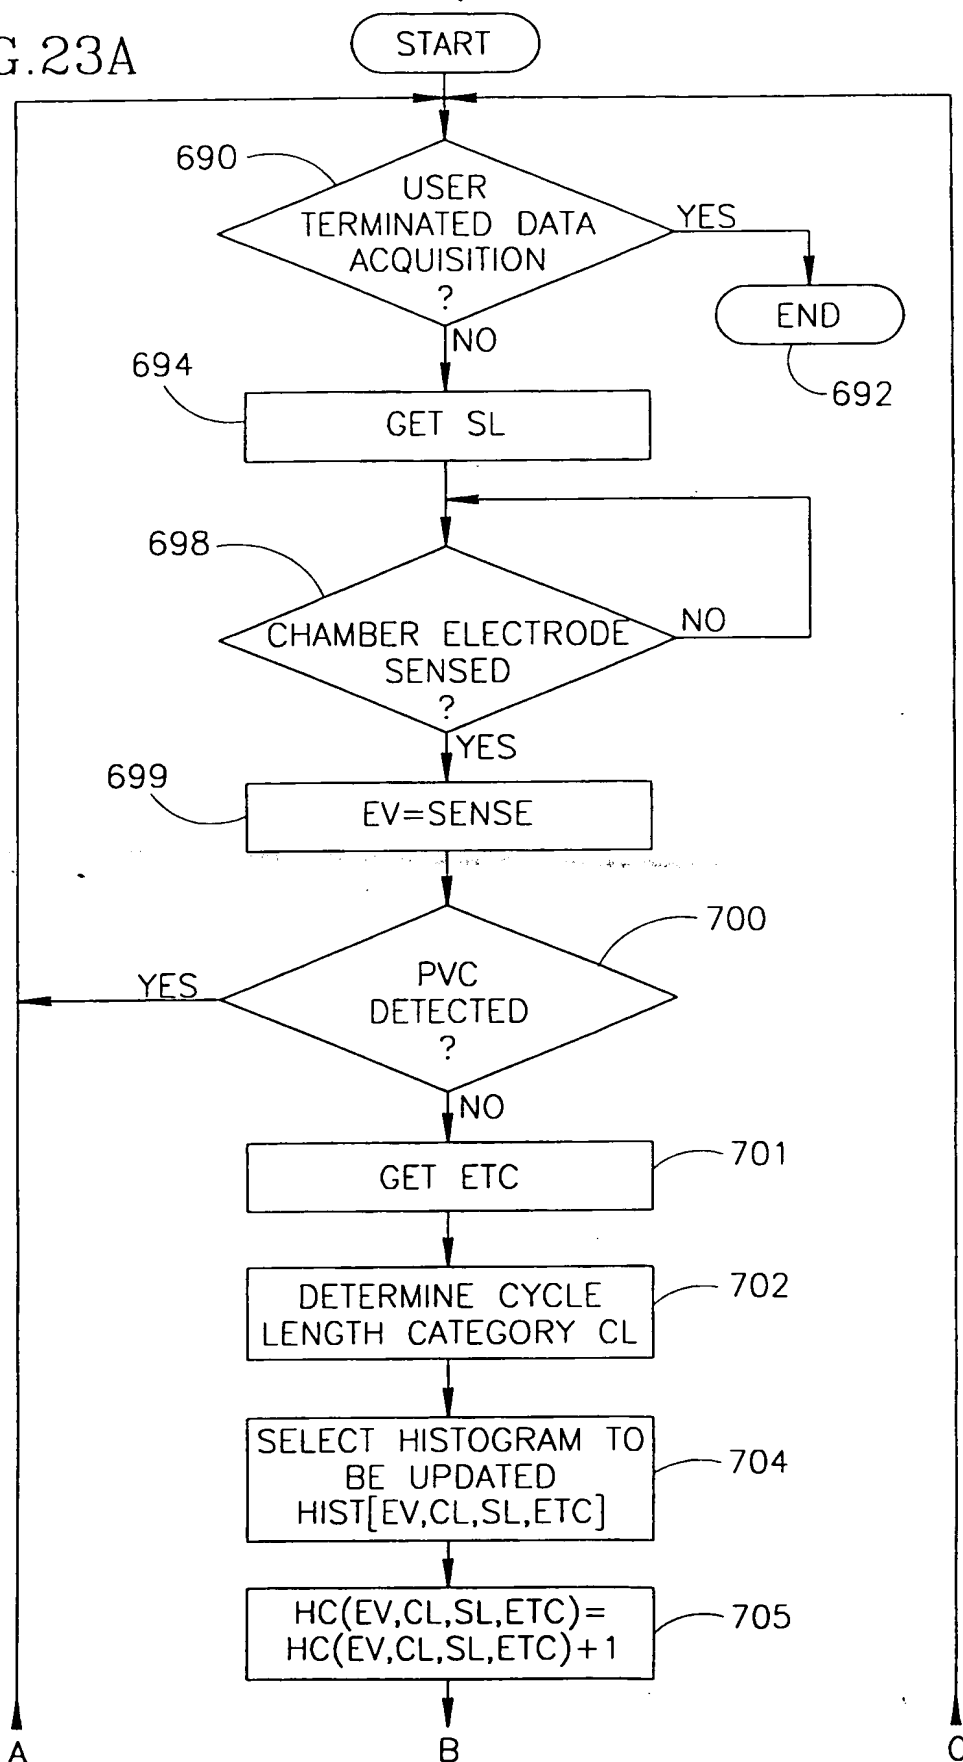 G.23A
START
690
USER
TERMINATED DATA
ACQUISITION
?
YES
END
692
NO
694
GET SL
698
CHAMBER ELECTRODE
SENSED
?
NO
YES
699
EV=SENSE
700
PVC
DETECTED
?
YES
NO
GET ETC
701
DETERMINE CYCLE
LENGTH CATEGORY CL
702
SELECT HISTOGRAM TO
BE UPDATED
HIST[EV,CL,SL,ETC]
704
HC(EV,CL,SL,ETC)=
HC(EV,CL,SL,ETC)+1
705
A
B
C